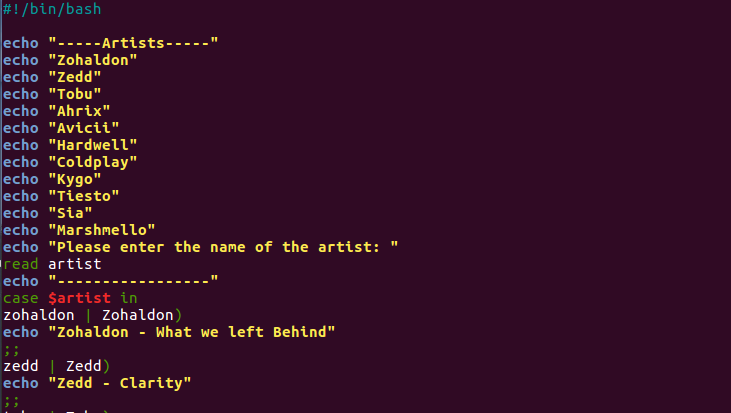 #!/bin/bash
echo "-----Artists-----"
echo "Zohaldon"
echo "Zedd"
echo "Tobu"
echo "Ahrix"
echo "Avicii"
echo "Hardwell"
echo "Coldplay"
echo "Kygo"
echo "Tiesto"
echo "Sia"
echo "Marshmello"
echo "Please enter the name of the artist: "
read artist
echo "-----------------"
case $artist in
zohaldon | Zohaldon)
echo "Zohaldon - What we left Behind"
;;
zedd | Zedd)
echo "Zedd - Clarity"
;;